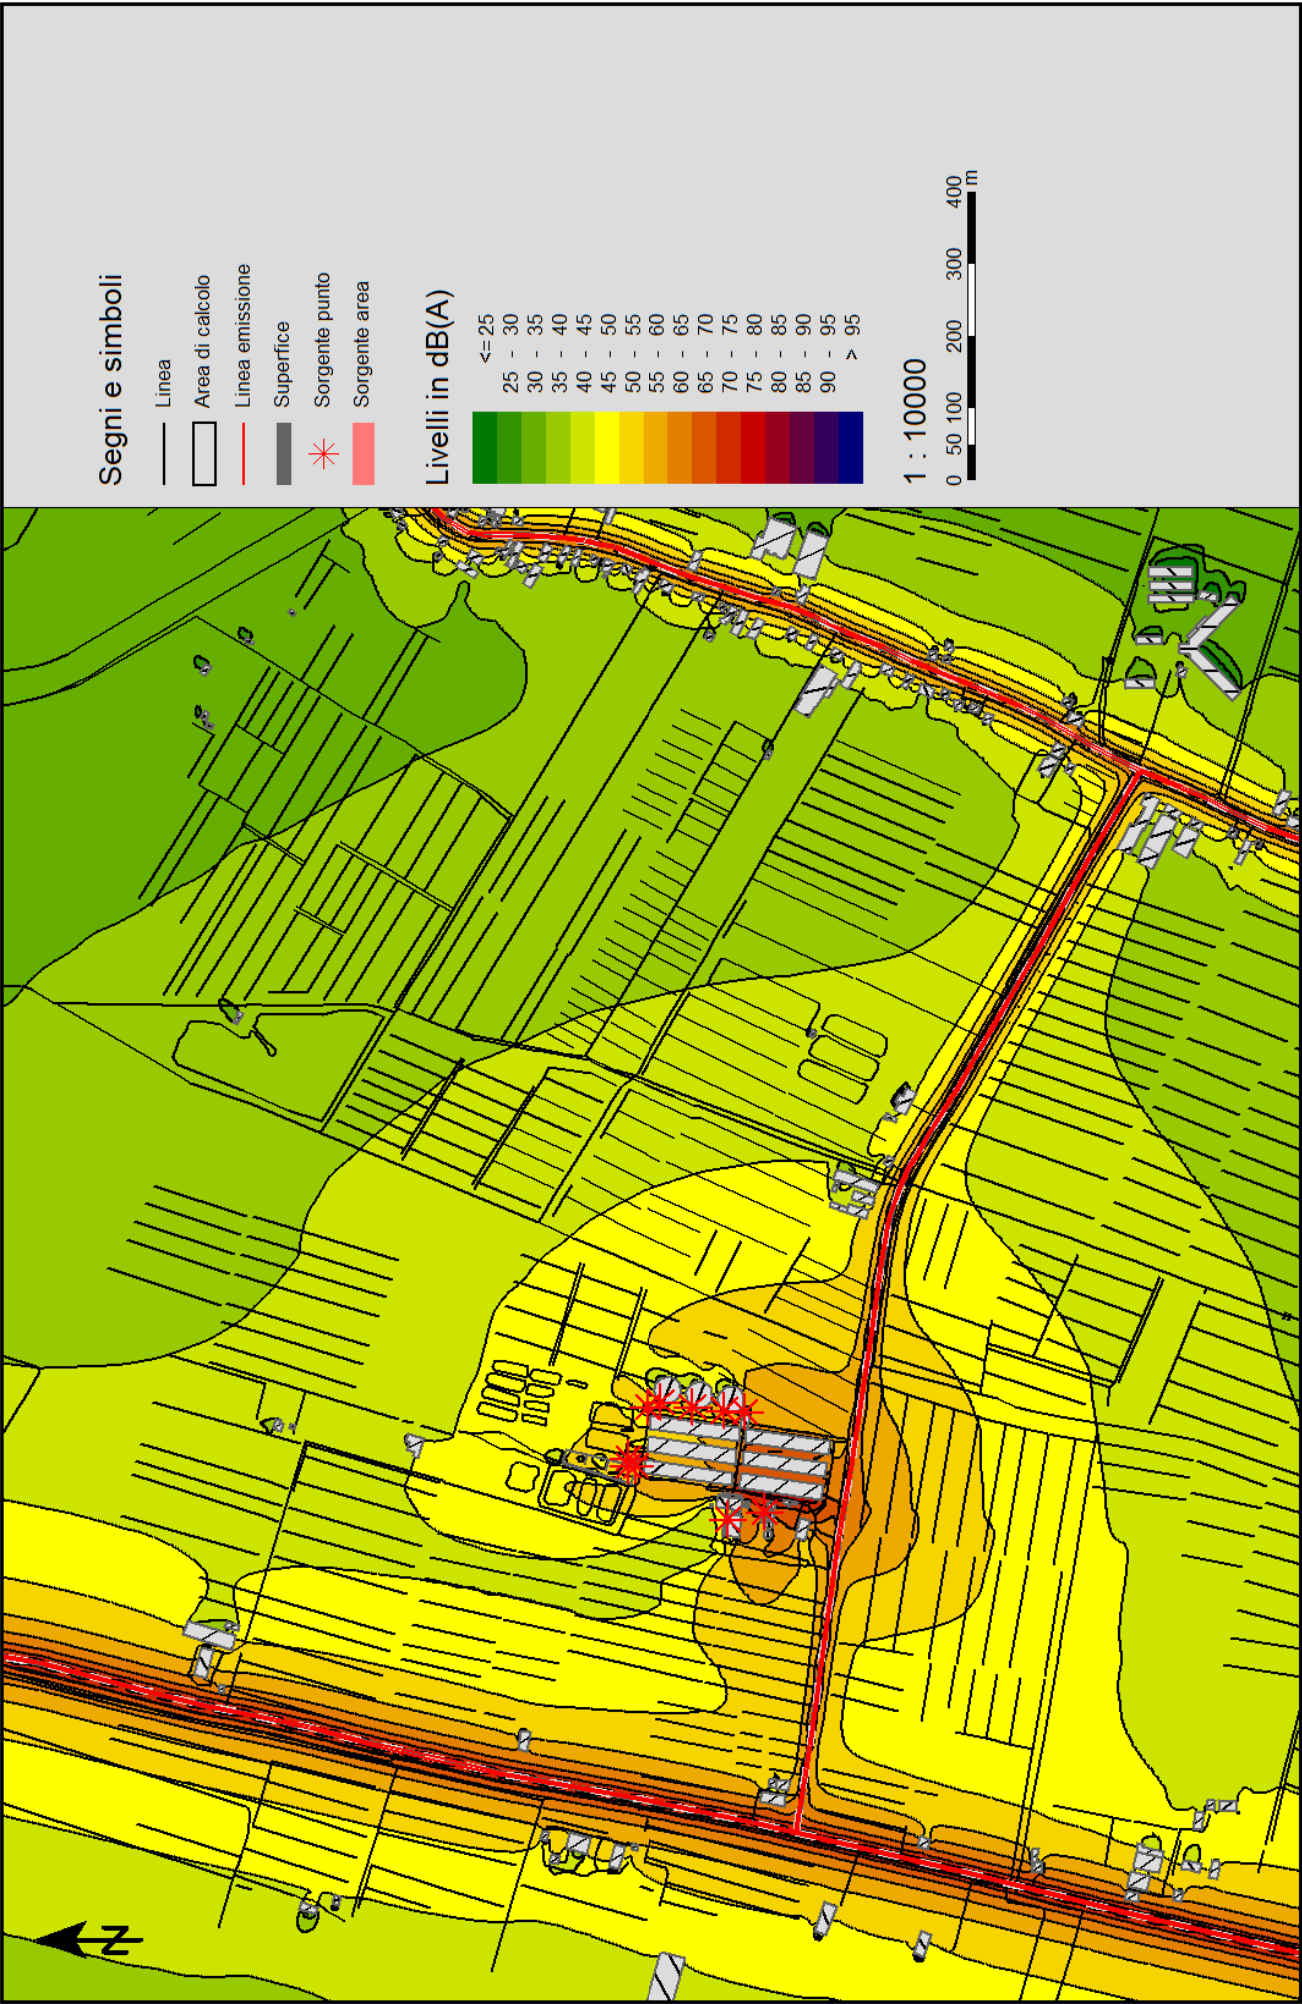 Segni e simboli
Linea
Area di calcolo
Linea emissione
Superfice
Sorgente punto
Sorgente area
Livelli in dB(A)
<= 25
25 - 30
30 - 35
35 - 40
40 - 45
45 - 50
50 - 55
55 - 60
60 - 65
65 - 70
70 - 75
75 - 80
80 - 85
85 - 90
90 - 95
> 95
1 : 10000
0 50 100 200 300 400
m
N